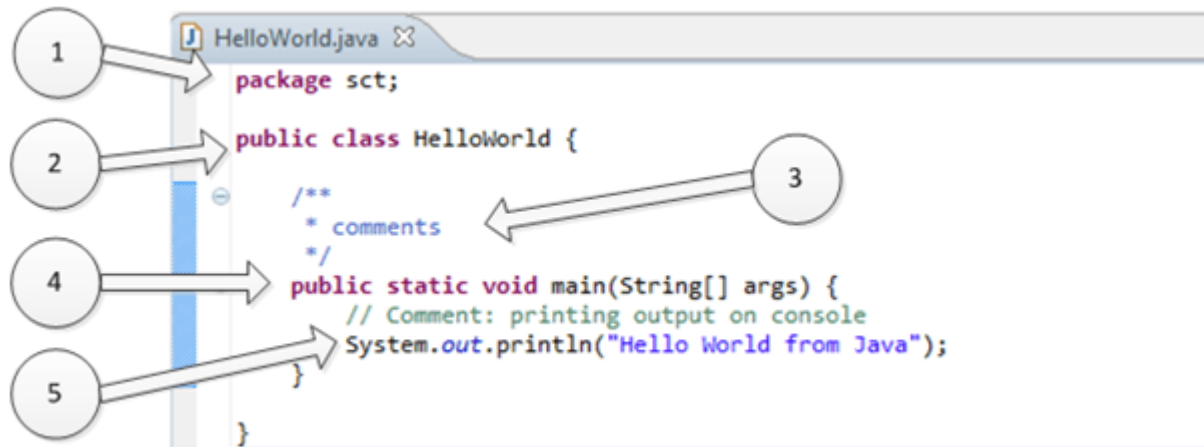 HelloWorld.java
1
package sct;
2
public class HelloWorld {
3
/**
* comments
*/
4
public static void main(String[] args) {
// Comment: printing output on console
5
System.out.println("Hello World from Java");
}
}